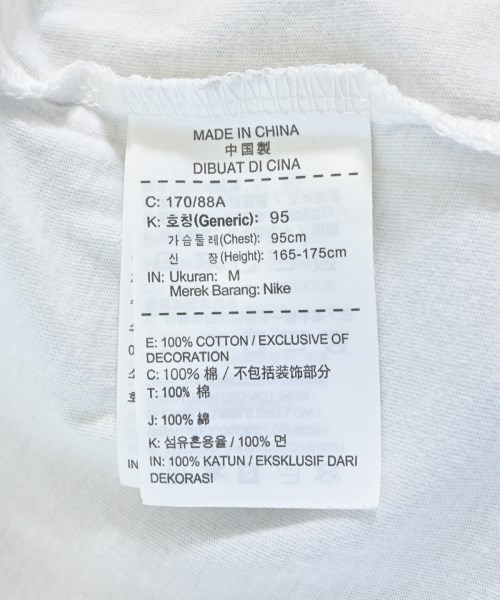 MADE IN CHINA
中国製
DIBUAT DI CINA
C: 170/88A
K: 호칭(Generic): 95
가슴둘레(Chest): 95cm
신 장(Height): 165-175cm
IN: Ukuran: M
Merek Barang: Nike
E: 100% COTTON / EXCLUSIVE OF
DECORATION
C: 100% 棉 / 不包括装饰部分
T: 100% 棉
J: 100% 綿
K: 섬유혼용율 / 100% 면
IN: 100% KATUN / EKSKLUSIF DARI
DEKORASI
IN